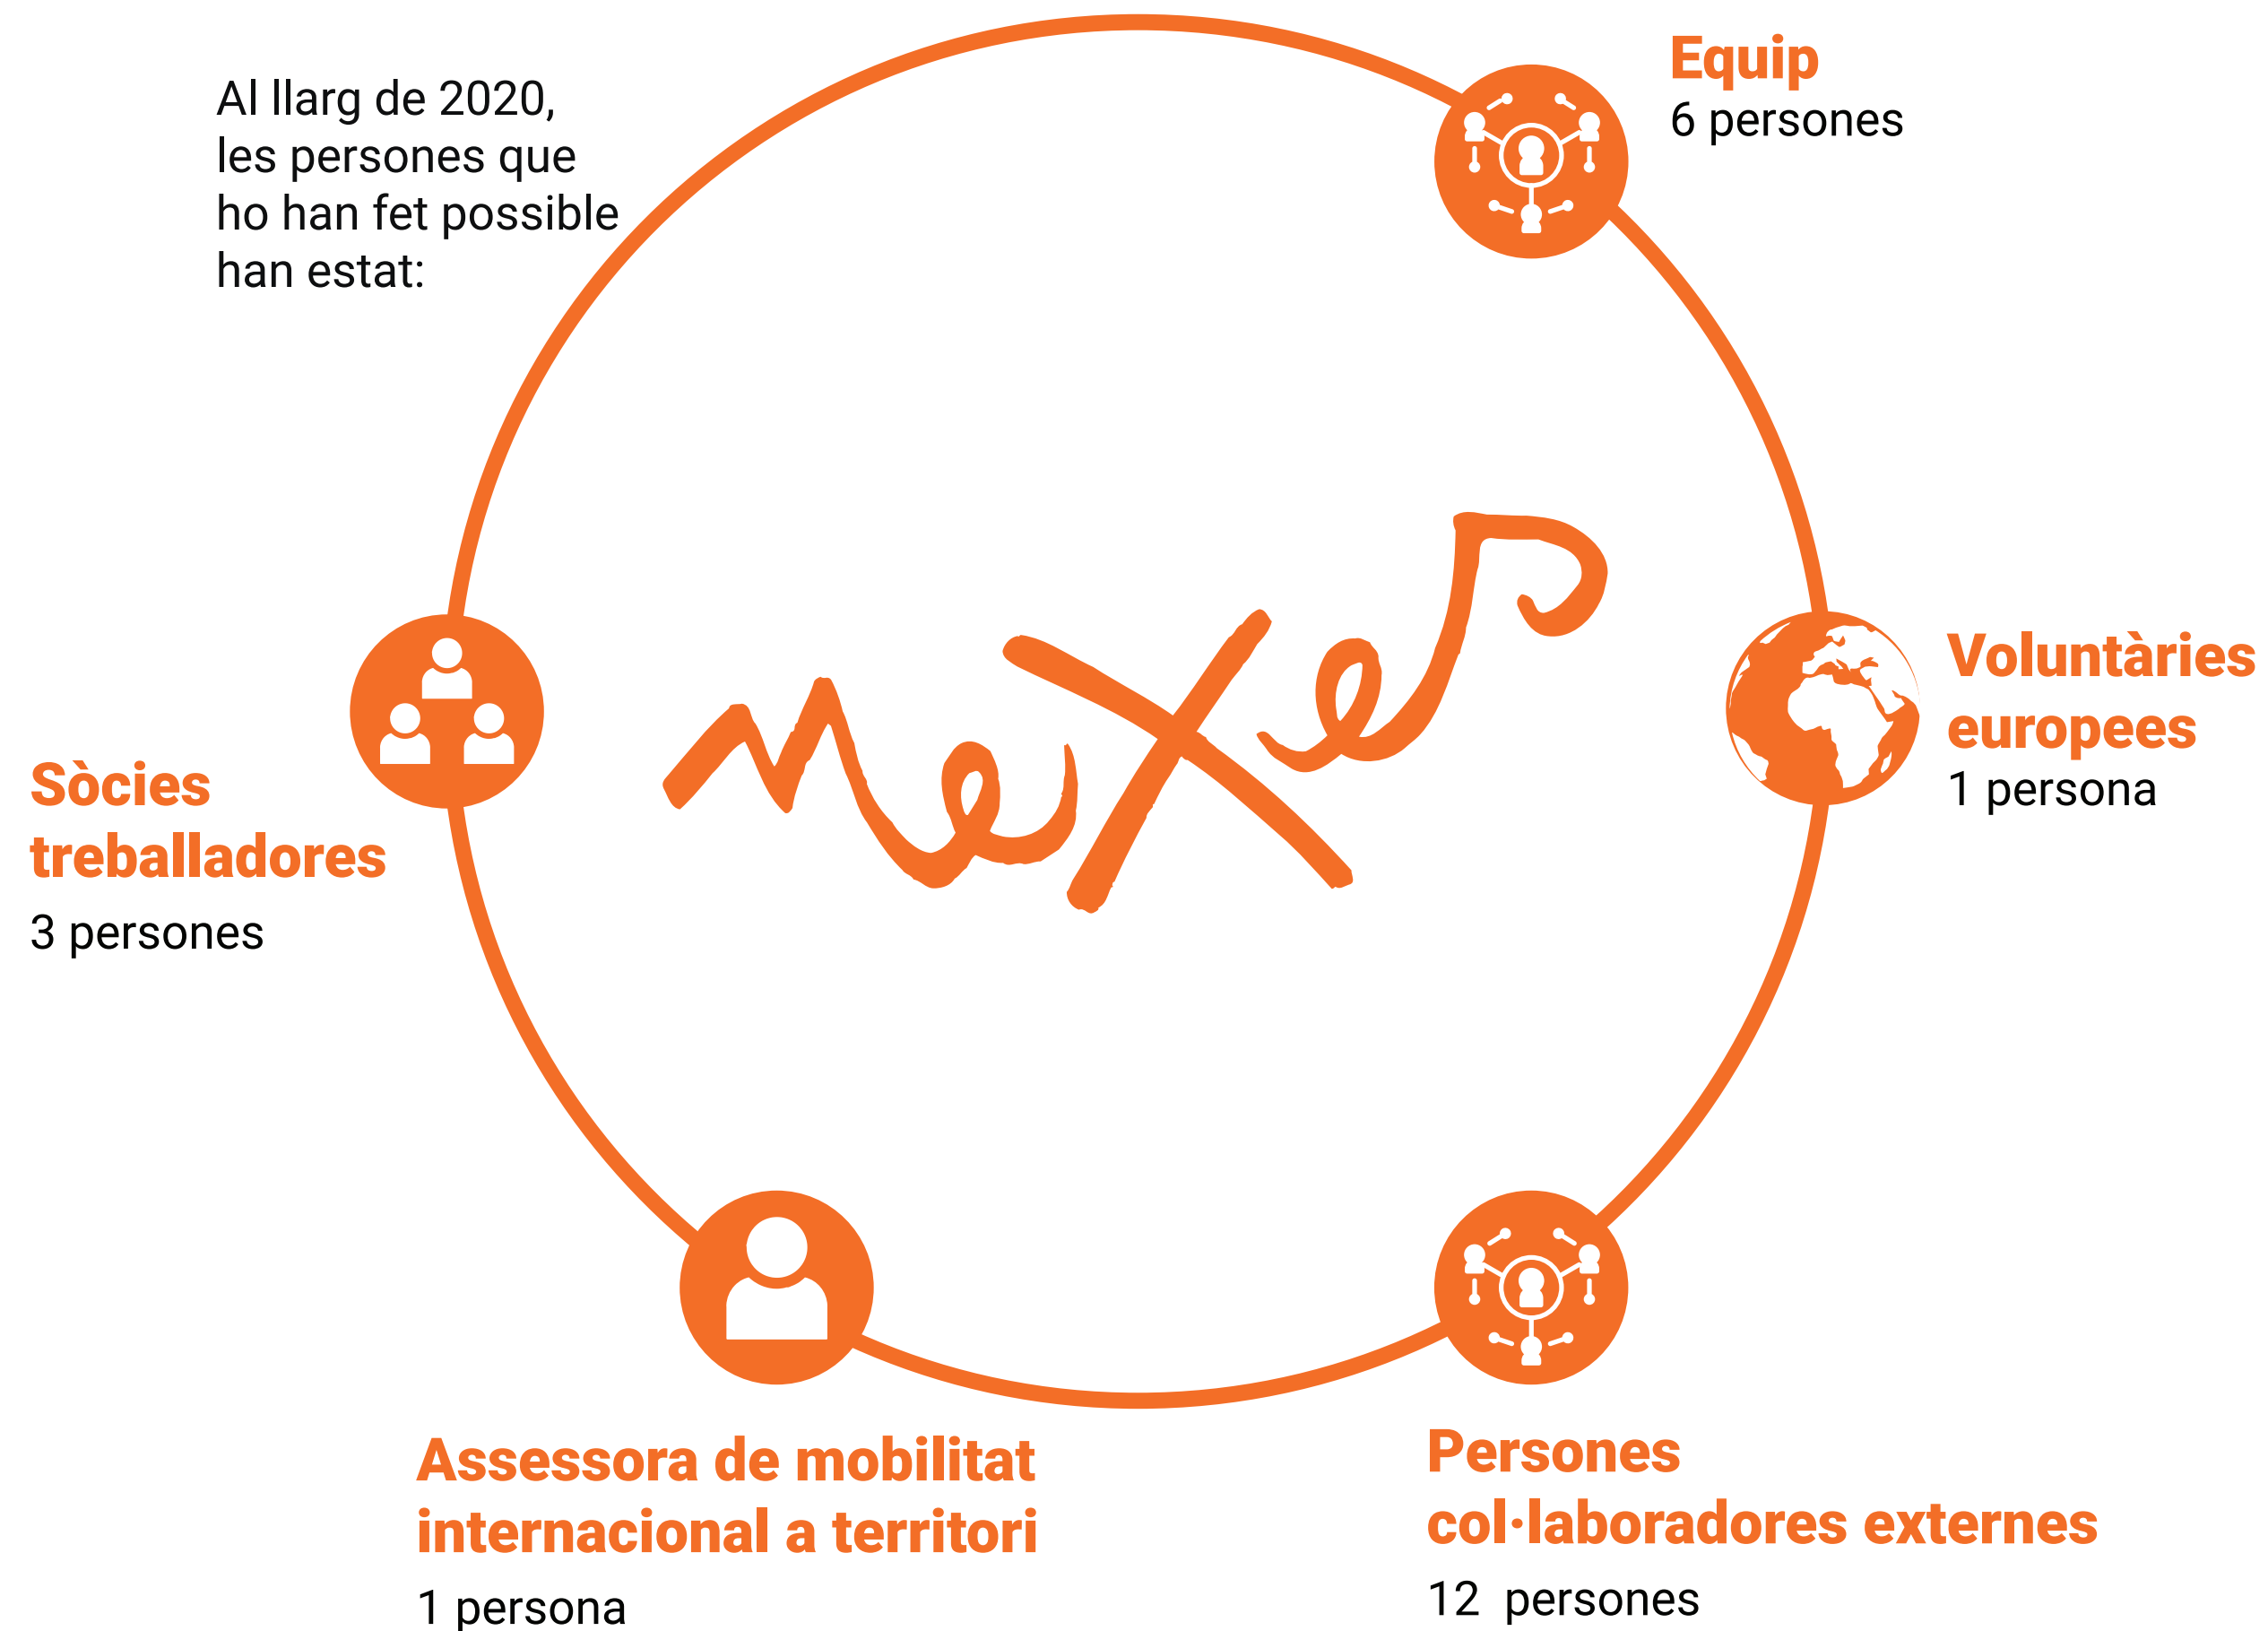 Al llarg de 2020,
les persones que
ho han fet possible
han estat:
Equip
6 persones
Voluntàries
europees
1 persona
nexes
Sòcies
treballadores
3 persones
Assessora de mobilitat
internacional a territori
1 persona
Persones
col·laboradores externes
12 persones